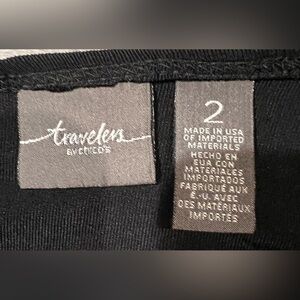 travelers
BY CHICO'S
2
MADE IN USA
OF IMPORTED
MATERIALS
HECHO EN
EUA CON
MATERIALES
IMPORTADOS
FABRIQUÉ AUX
É.-U. AVEC
DES MATÉRIAUX
IMPORTÉS